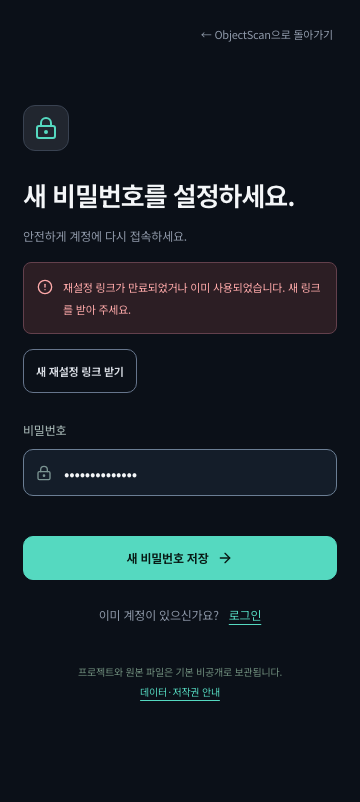 ← ObjectScan으로 돌아가기
새 비밀번호를 설정하세요.
안전하게 계정에 다시 접속하세요.
재설정 링크가 만료되었거나 이미 사용되었습니다. 새 링크
를 받아 주세요.
새 재설정 링크 받기
비밀번호
••••••••••••••
새 비밀번호 저장 →
이미 계정이 있으신가요? 로그인
프로젝트와 원본 파일은 기본 비공개로 보관됩니다.
데이터·저작권 안내